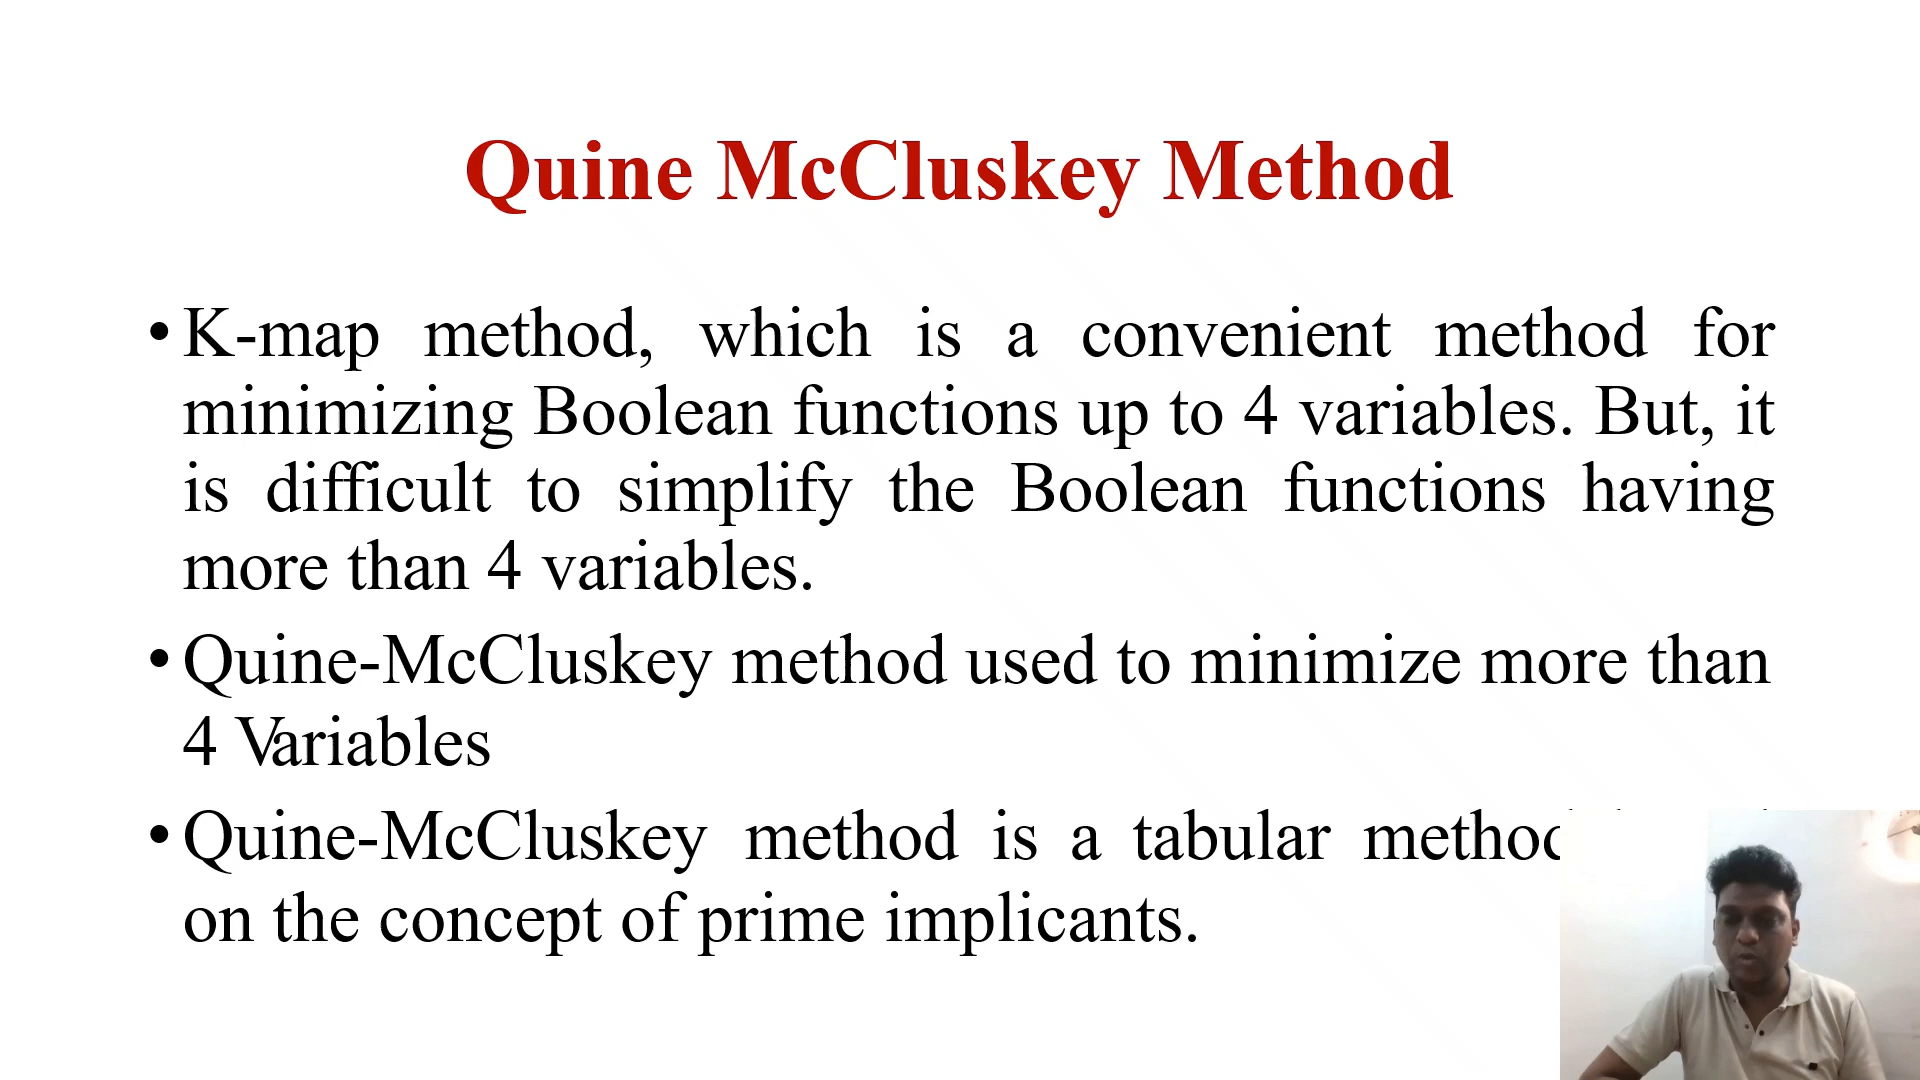 Quine McCluskey Method
• K-map method, which is a convenient method for
minimizing Boolean functions up to 4 variables. But, it
is difficult to simplify the Boolean functions having
more than 4 variables.
• Quine-McCluskey method used to minimize more than
4 Variables
• Quine-McCluskey method is a tabular method
on the concept of prime implicants.